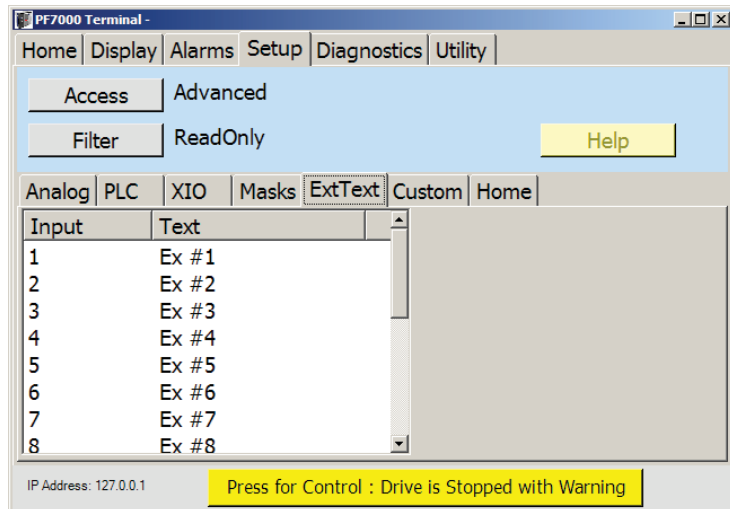 PF7000 Terminal -
Home Display Alarms Setup Diagnostics Utility
Access Advanced
Filter ReadOnly Help
Analog PLC XIO Masks ExtText Custom Home
Input Text
1 Ex #1
2 Ex #2
3 Ex #3
4 Ex #4
5 Ex #5
6 Ex #6
7 Ex #7
8 Ex #8
IP Address: 127.0.0.1 Press for Control : Drive is Stopped with Warning